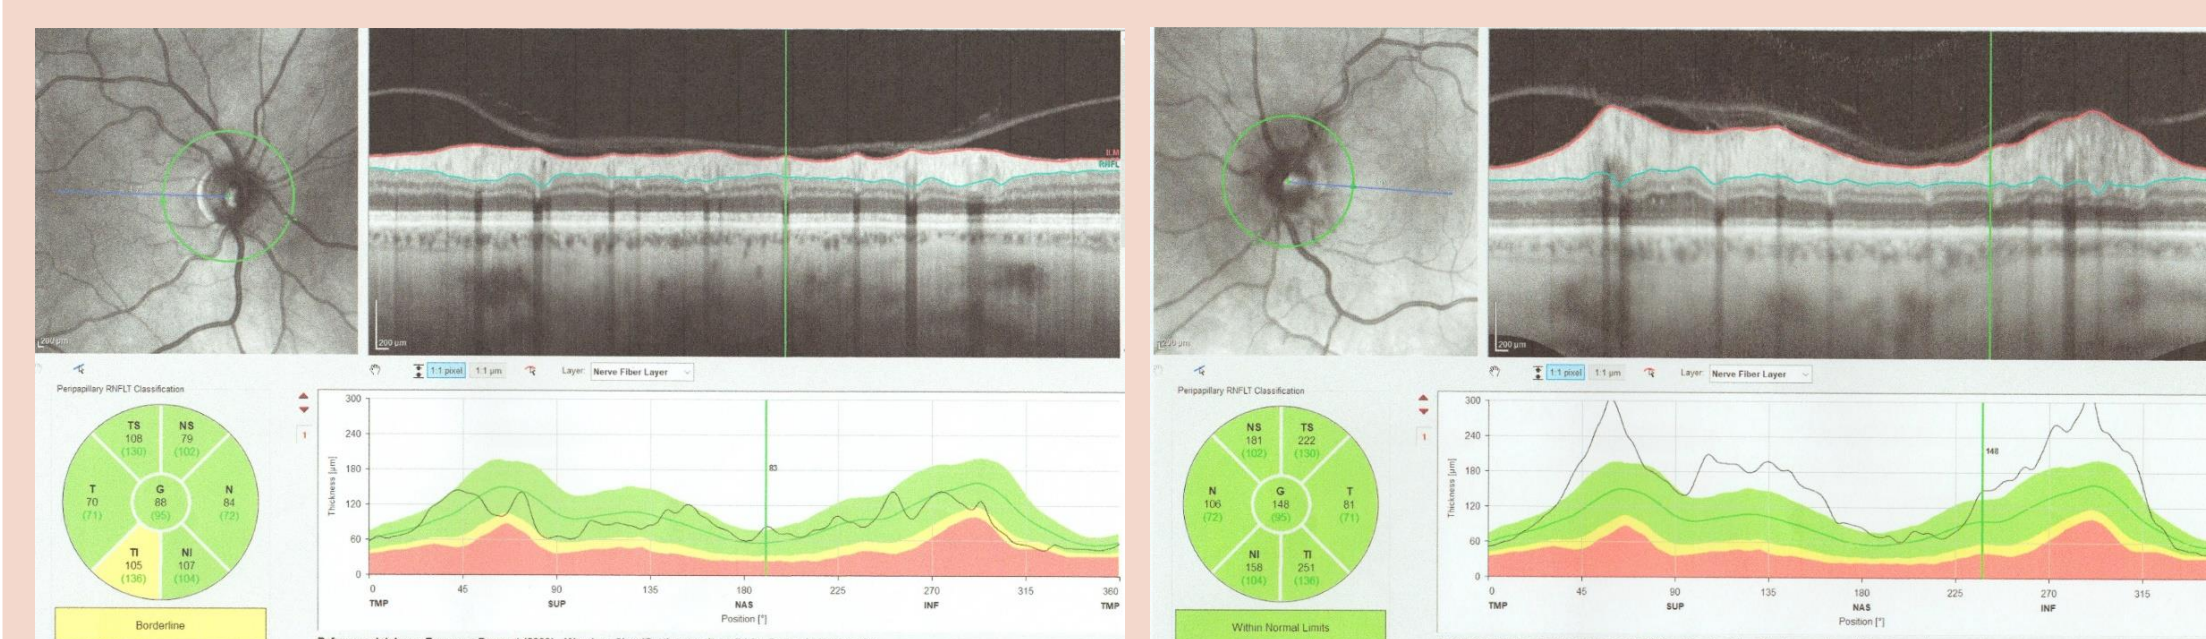 200 µm
ILM
RNFL
200 µm
1:1 pixel 1:1 µm Layer: Nerve Fiber Layer
Peripapillary RNFLT Classification
TS
108
(130)
NS
79
(102)
T
70
(71)
G
88
(95)
N
84
(72)
TI
105
(136)
NI
107
(104)
Borderline
1
Thickness [µm]
300
240
180
120
60
0
83
0 45 90 135 180 225 270 315 360
TMP SUP NAS INF TMP
Position [°]
200 µm
200 µm
1:1 pixel 1:1 µm Layer: Nerve Fiber Layer
Peripapillary RNFLT Classification
NS
181
(102)
TS
222
(130)
N
106
(72)
G
148
(95)
T
81
(71)
NI
158
(104)
TI
251
(136)
Within Normal Limits
1
Thickness [µm]
300
240
180
120
60
0
148
0 45 90 135 180 225 270 315
TMP SUP NAS INF
Position [°]